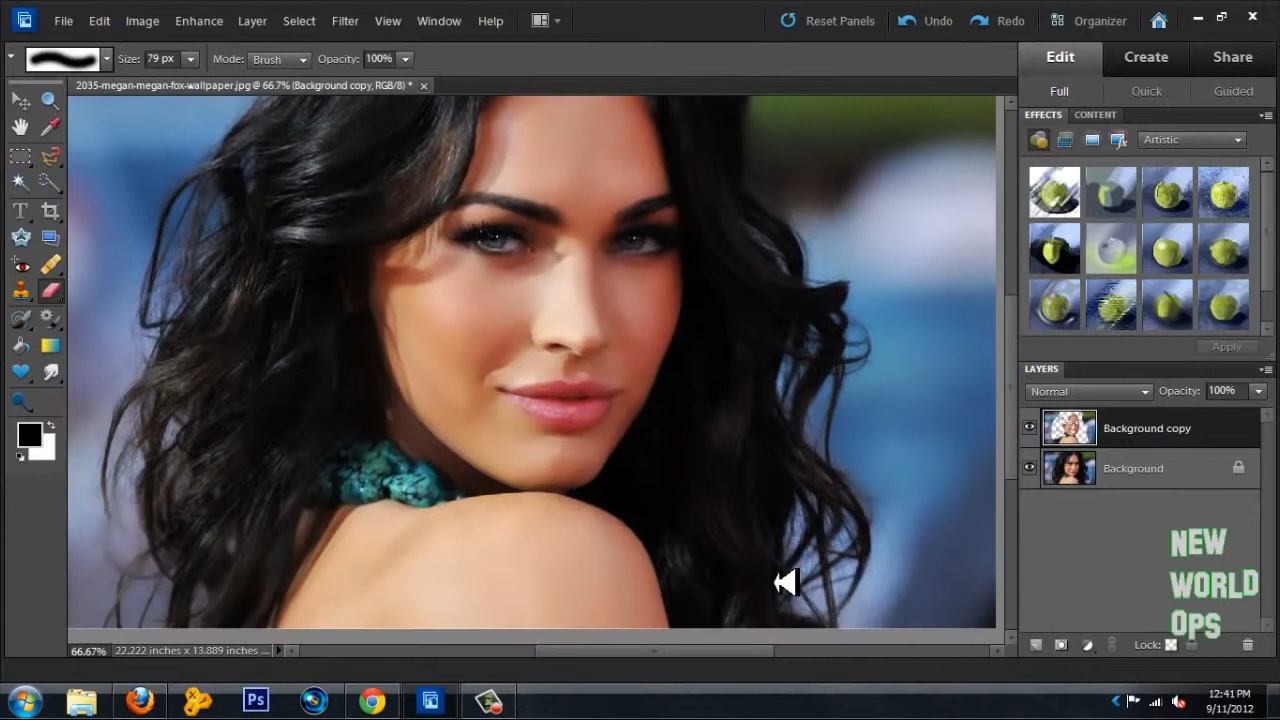 File Edit Image Enhance Layer Select Filter View Window Help Reset Panels Undo Redo Organizer
Size: 79 px Mode: Brush Opacity: 100%
Edit Create Share
2035-megan-megan-fox-wallpaper.jpg @ 66.7% (Background copy, RGB/8) *
Full Quick Guided
EFFECTS CONTENT
Artistic
Apply
LAYERS
Normal Opacity: 100%
Background copy
Background
NEW
WORLD
OPS
Lock:
66.67% 22.222 inches x 13.889 inches ...
Ps
12:41 PM
9/11/2012